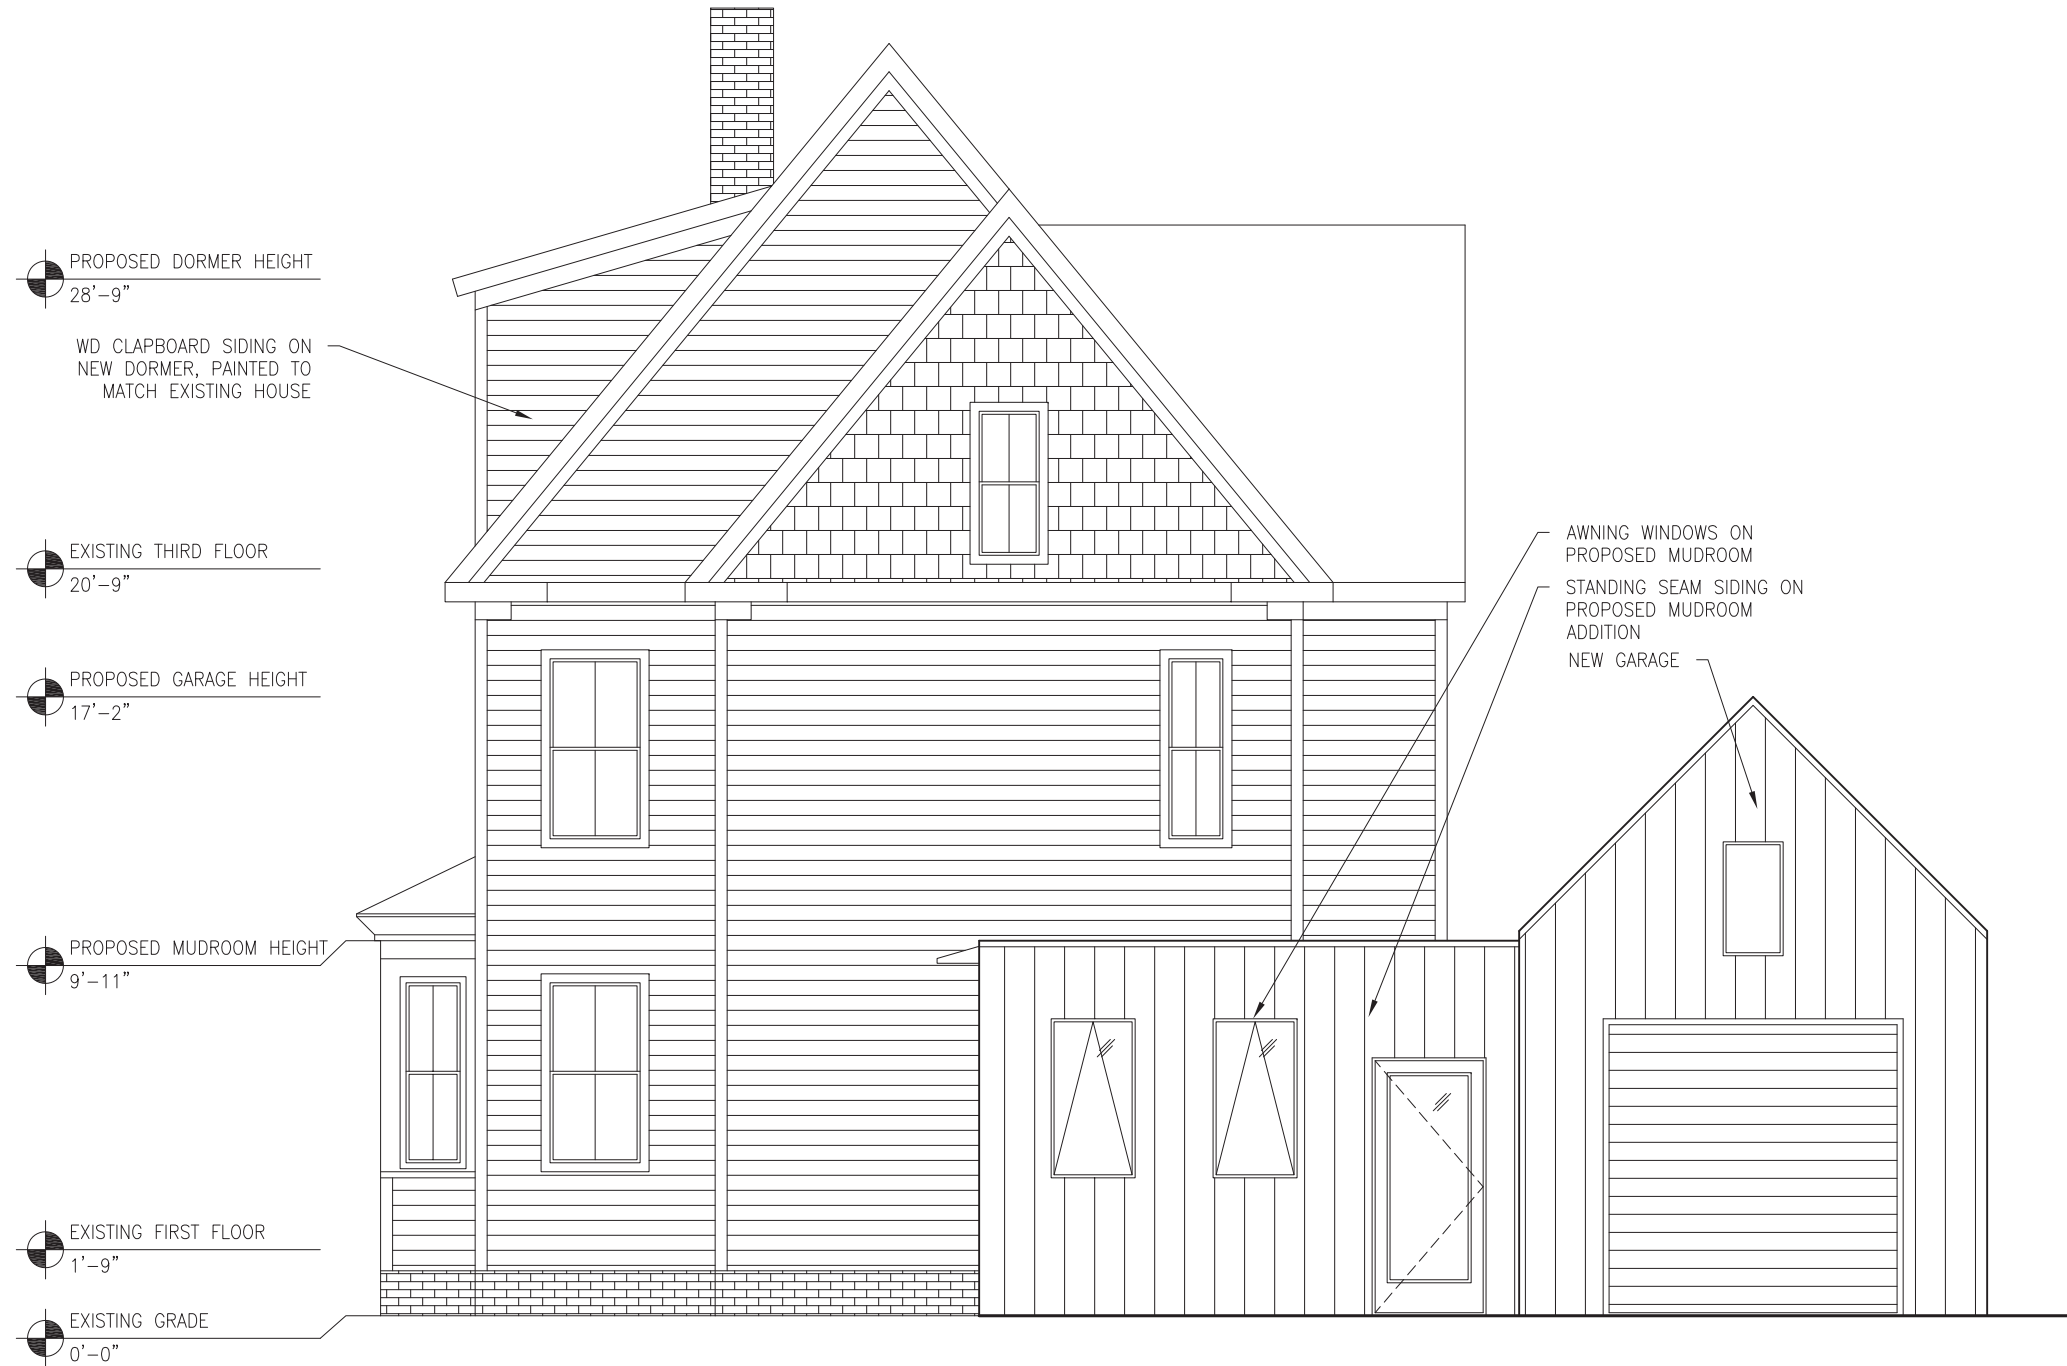 PROPOSED DORMER HEIGHT
28'-9"
WD CLAPBOARD SIDING ON
NEW DORMER, PAINTED TO
MATCH EXISTING HOUSE
EXISTING THIRD FLOOR
20'-9"
PROPOSED GARAGE HEIGHT
17'-2"
PROPOSED MUDROOM HEIGHT
9'-11"
EXISTING FIRST FLOOR
1'-9"
EXISTING GRADE
0'-0"
AWNING WINDOWS ON
PROPOSED MUDROOM
STANDING SEAM SIDING ON
PROPOSED MUDROOM
ADDITION
NEW GARAGE